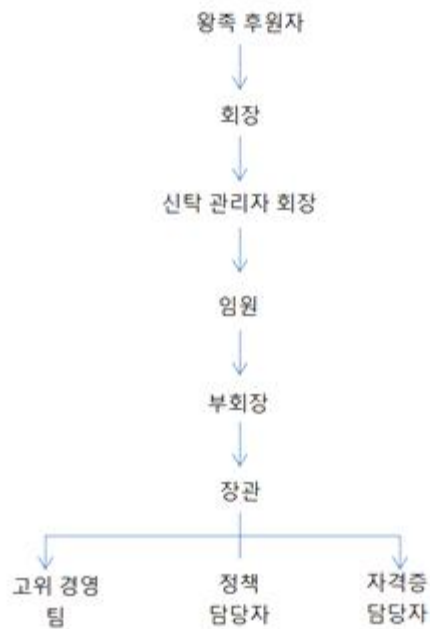 왕족 후원자
회장
신탁 관리자 회장
임원
부회장
장관
고위 경영
팀
정책
담당자
자격증
담당자